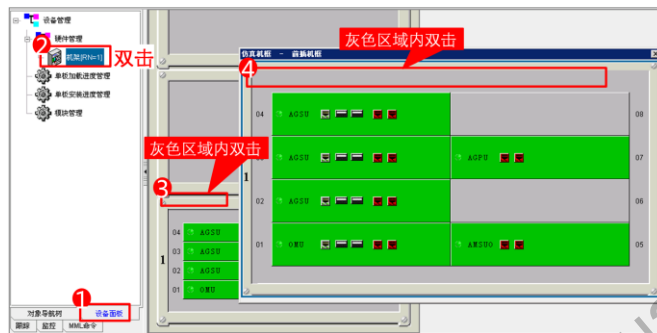 设备管理
硬件管理
2
机架[RN=1]
双击
单板加载进度管理
单板安装进度管理
模块管理
1
对象导航树
设备面板
跟踪
监控
MML命令
灰色区域内双击
3
04 AGSU
03 AGSU
1
02 AGSU
01 OMU
仿真机框 - 前插机框
灰色区域内双击
4
04 AGSU
08
AGSU
AGPU
07
1
02 AGSU
06
01 OMU
AMSUO
05